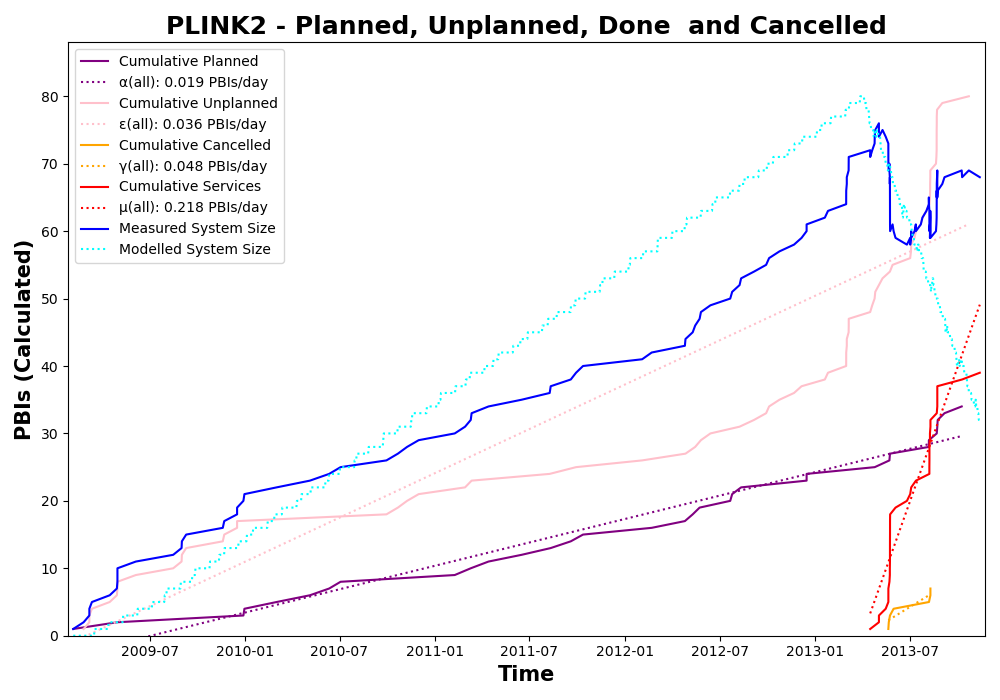 PLINK2 - Planned, Unplanned, Done  and Cancelled
Cumulative Planned
α(all): 0.019 PBIs/day
Cumulative Unplanned
ε(all): 0.036 PBIs/day
Cumulative Cancelled
γ(all): 0.048 PBIs/day
Cumulative Services
μ(all): 0.218 PBIs/day
Measured System Size
Modelled System Size
PBIs (Calculated)
80
70
60
50
40
30
20
10
0
2009-07 2010-01 2010-07 2011-01 2011-07 2012-01 2012-07 2013-01 2013-07
Time